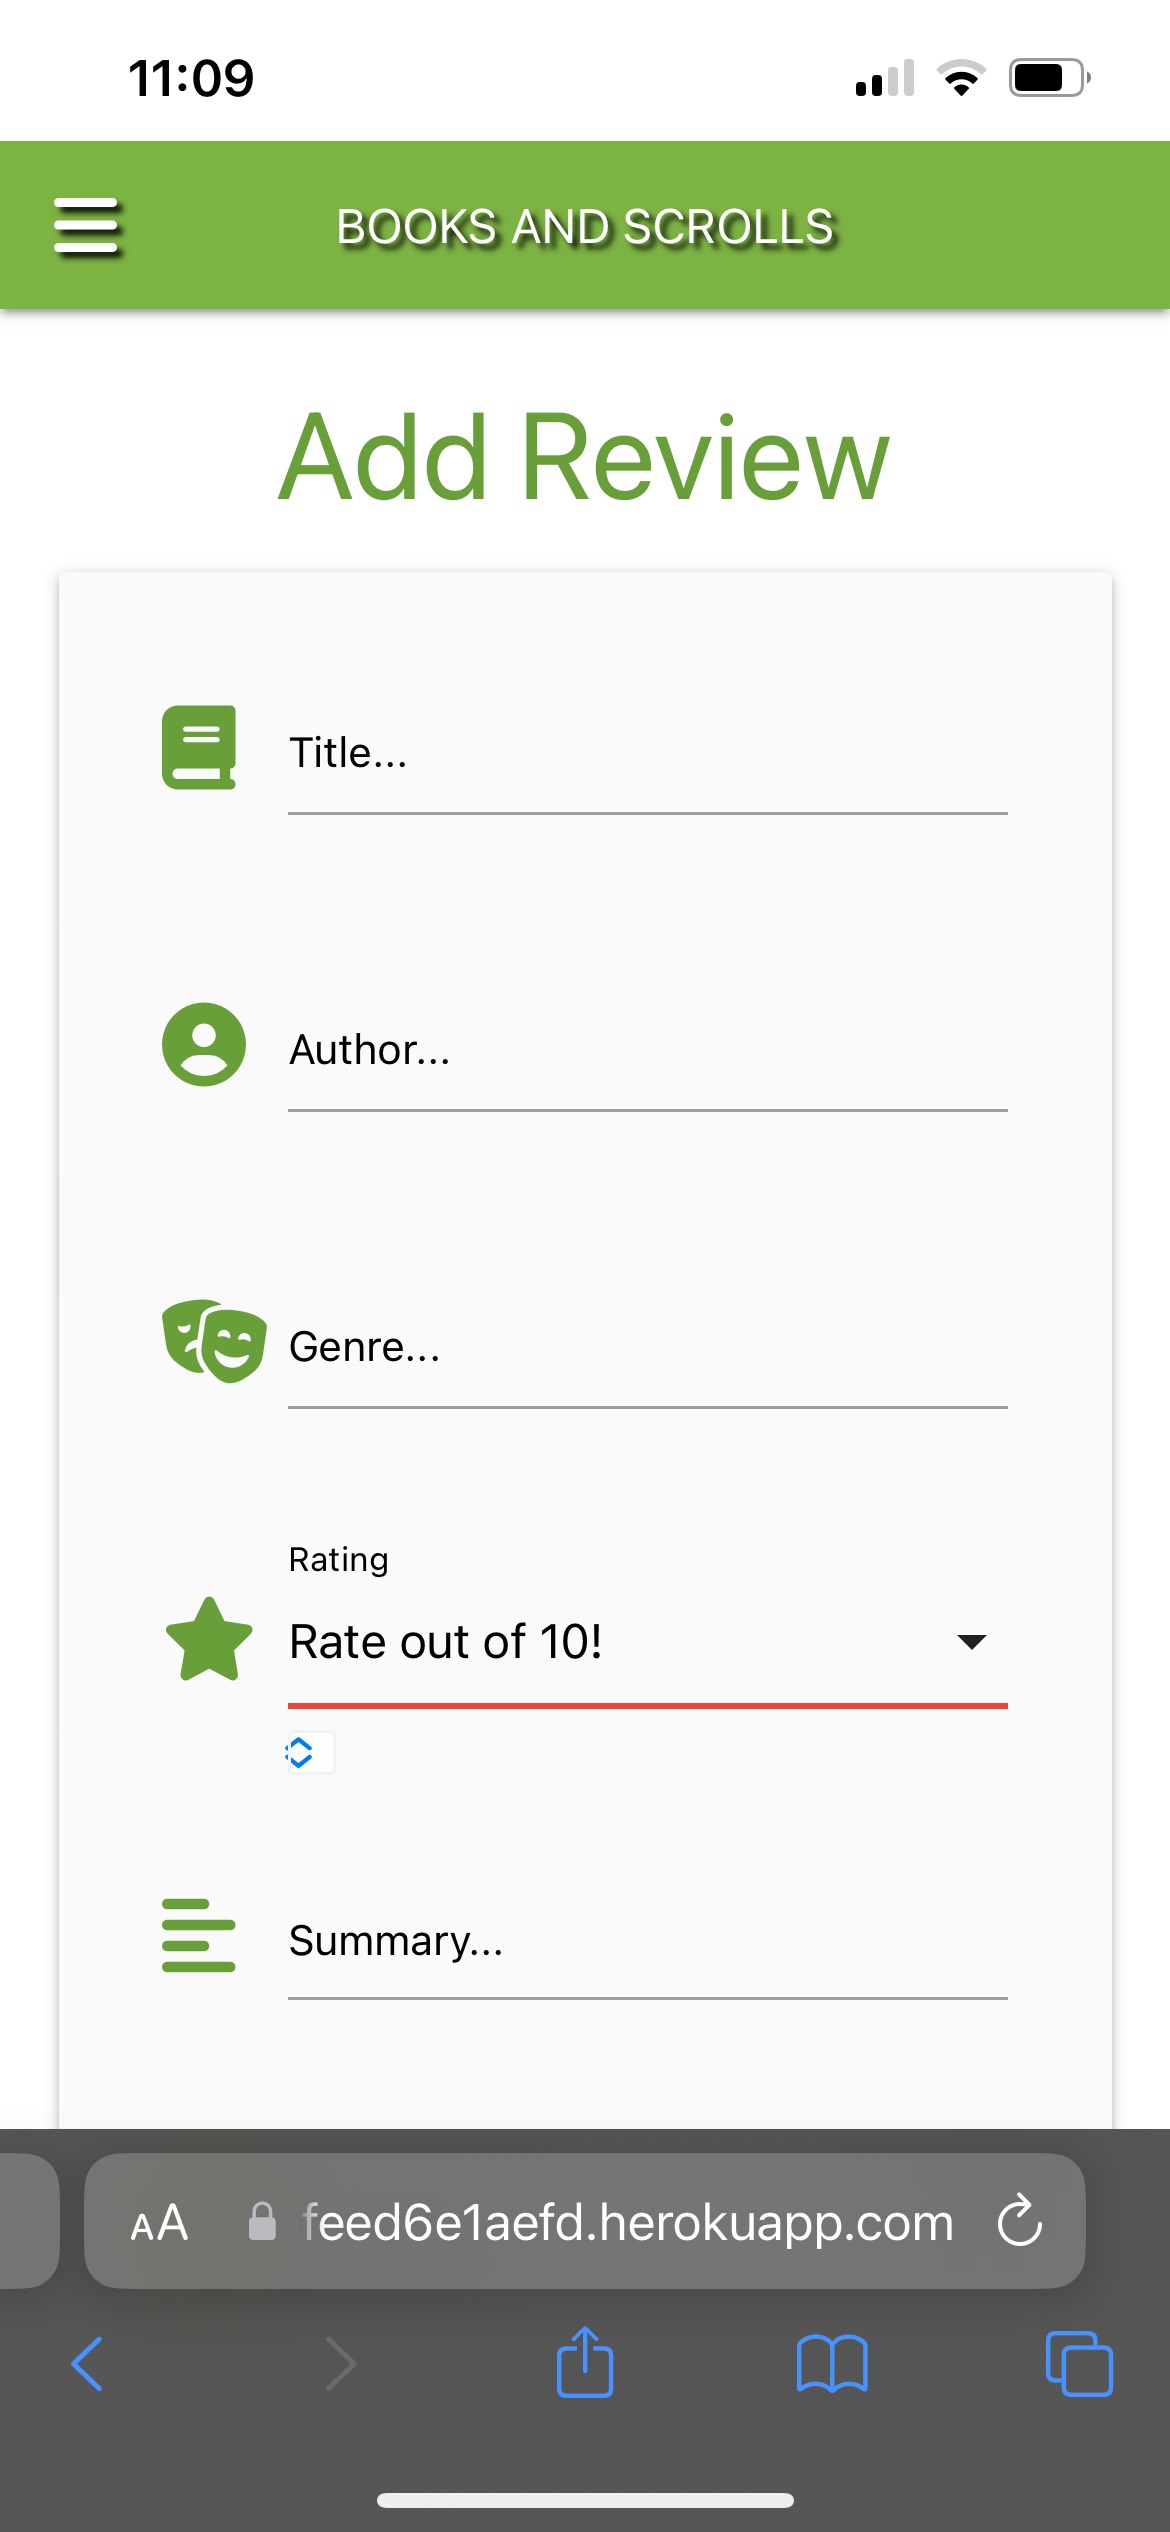 11:09
BOOKS AND SCROLLS
Add Review
Title...
Author...
Genre...
Rating
Rate out of 10!
Summary...
AA feed6e1aefd.herokuapp.com